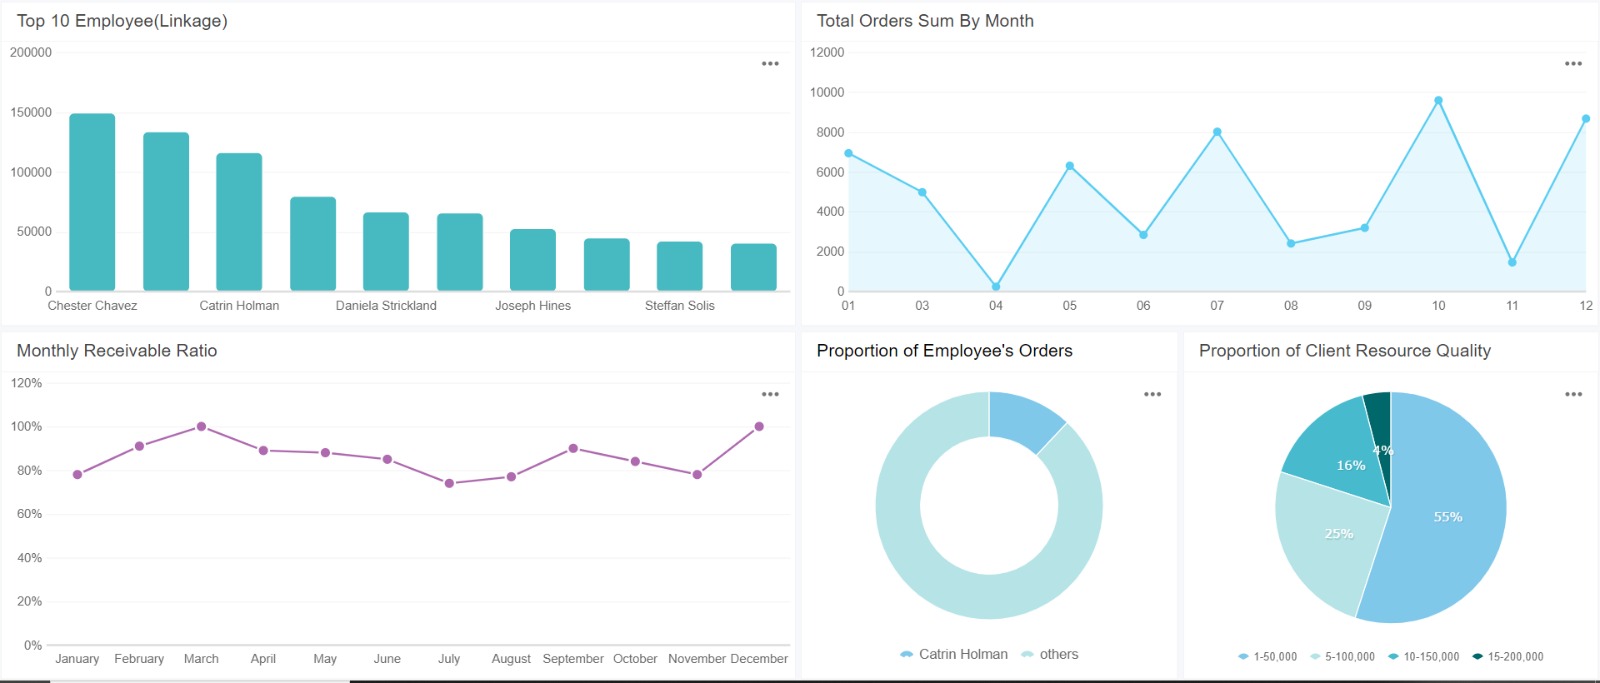 Top 10 Employee(Linkage)
200000
150000
100000
50000
0
Chester Chavez Catrin Holman Daniela Strickland Joseph Hines Steffan Solis
Total Orders Sum By Month
12000
10000
8000
6000
4000
2000
0
01 03 04 05 06 07 08 09 10 11 12
Monthly Receivable Ratio
120%
100%
80%
60%
40%
20%
0%
January February March April May June July August September October November December
Proportion of Employee's Orders
Catrin Holman others
Proportion of Client Resource Quality
4%
16%
55%
25%
1-50,000 5-100,000 10-150,000 15-200,000